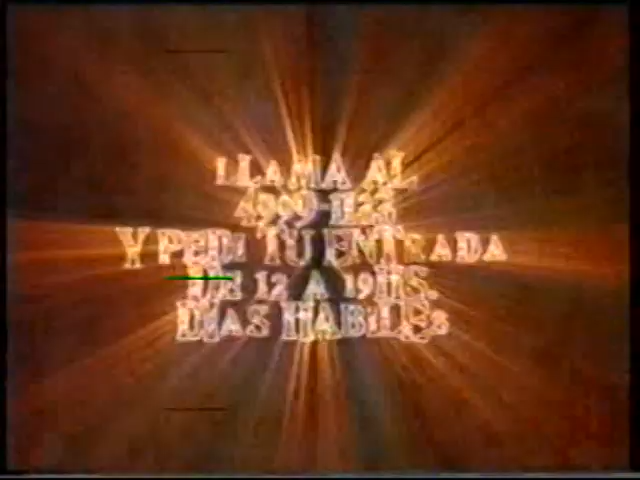 LLAMA AL
Y PEDI TU ENTRADA
DE 12 A 19HS.
DIAS HABILES